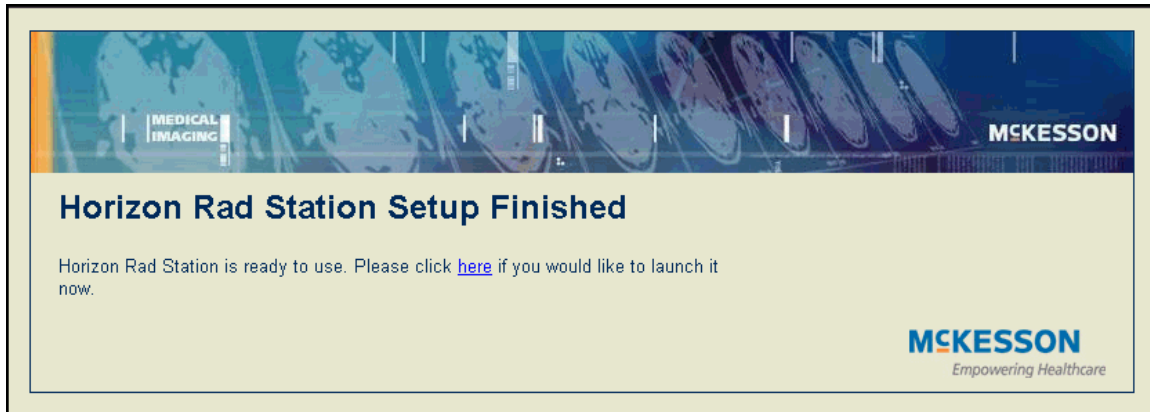 MEDICAL
IMAGING
MCKESSON
Horizon Rad Station Setup Finished
Horizon Rad Station is ready to use. Please click here if you would like to launch it
now.
MCKESSON
Empowering Healthcare